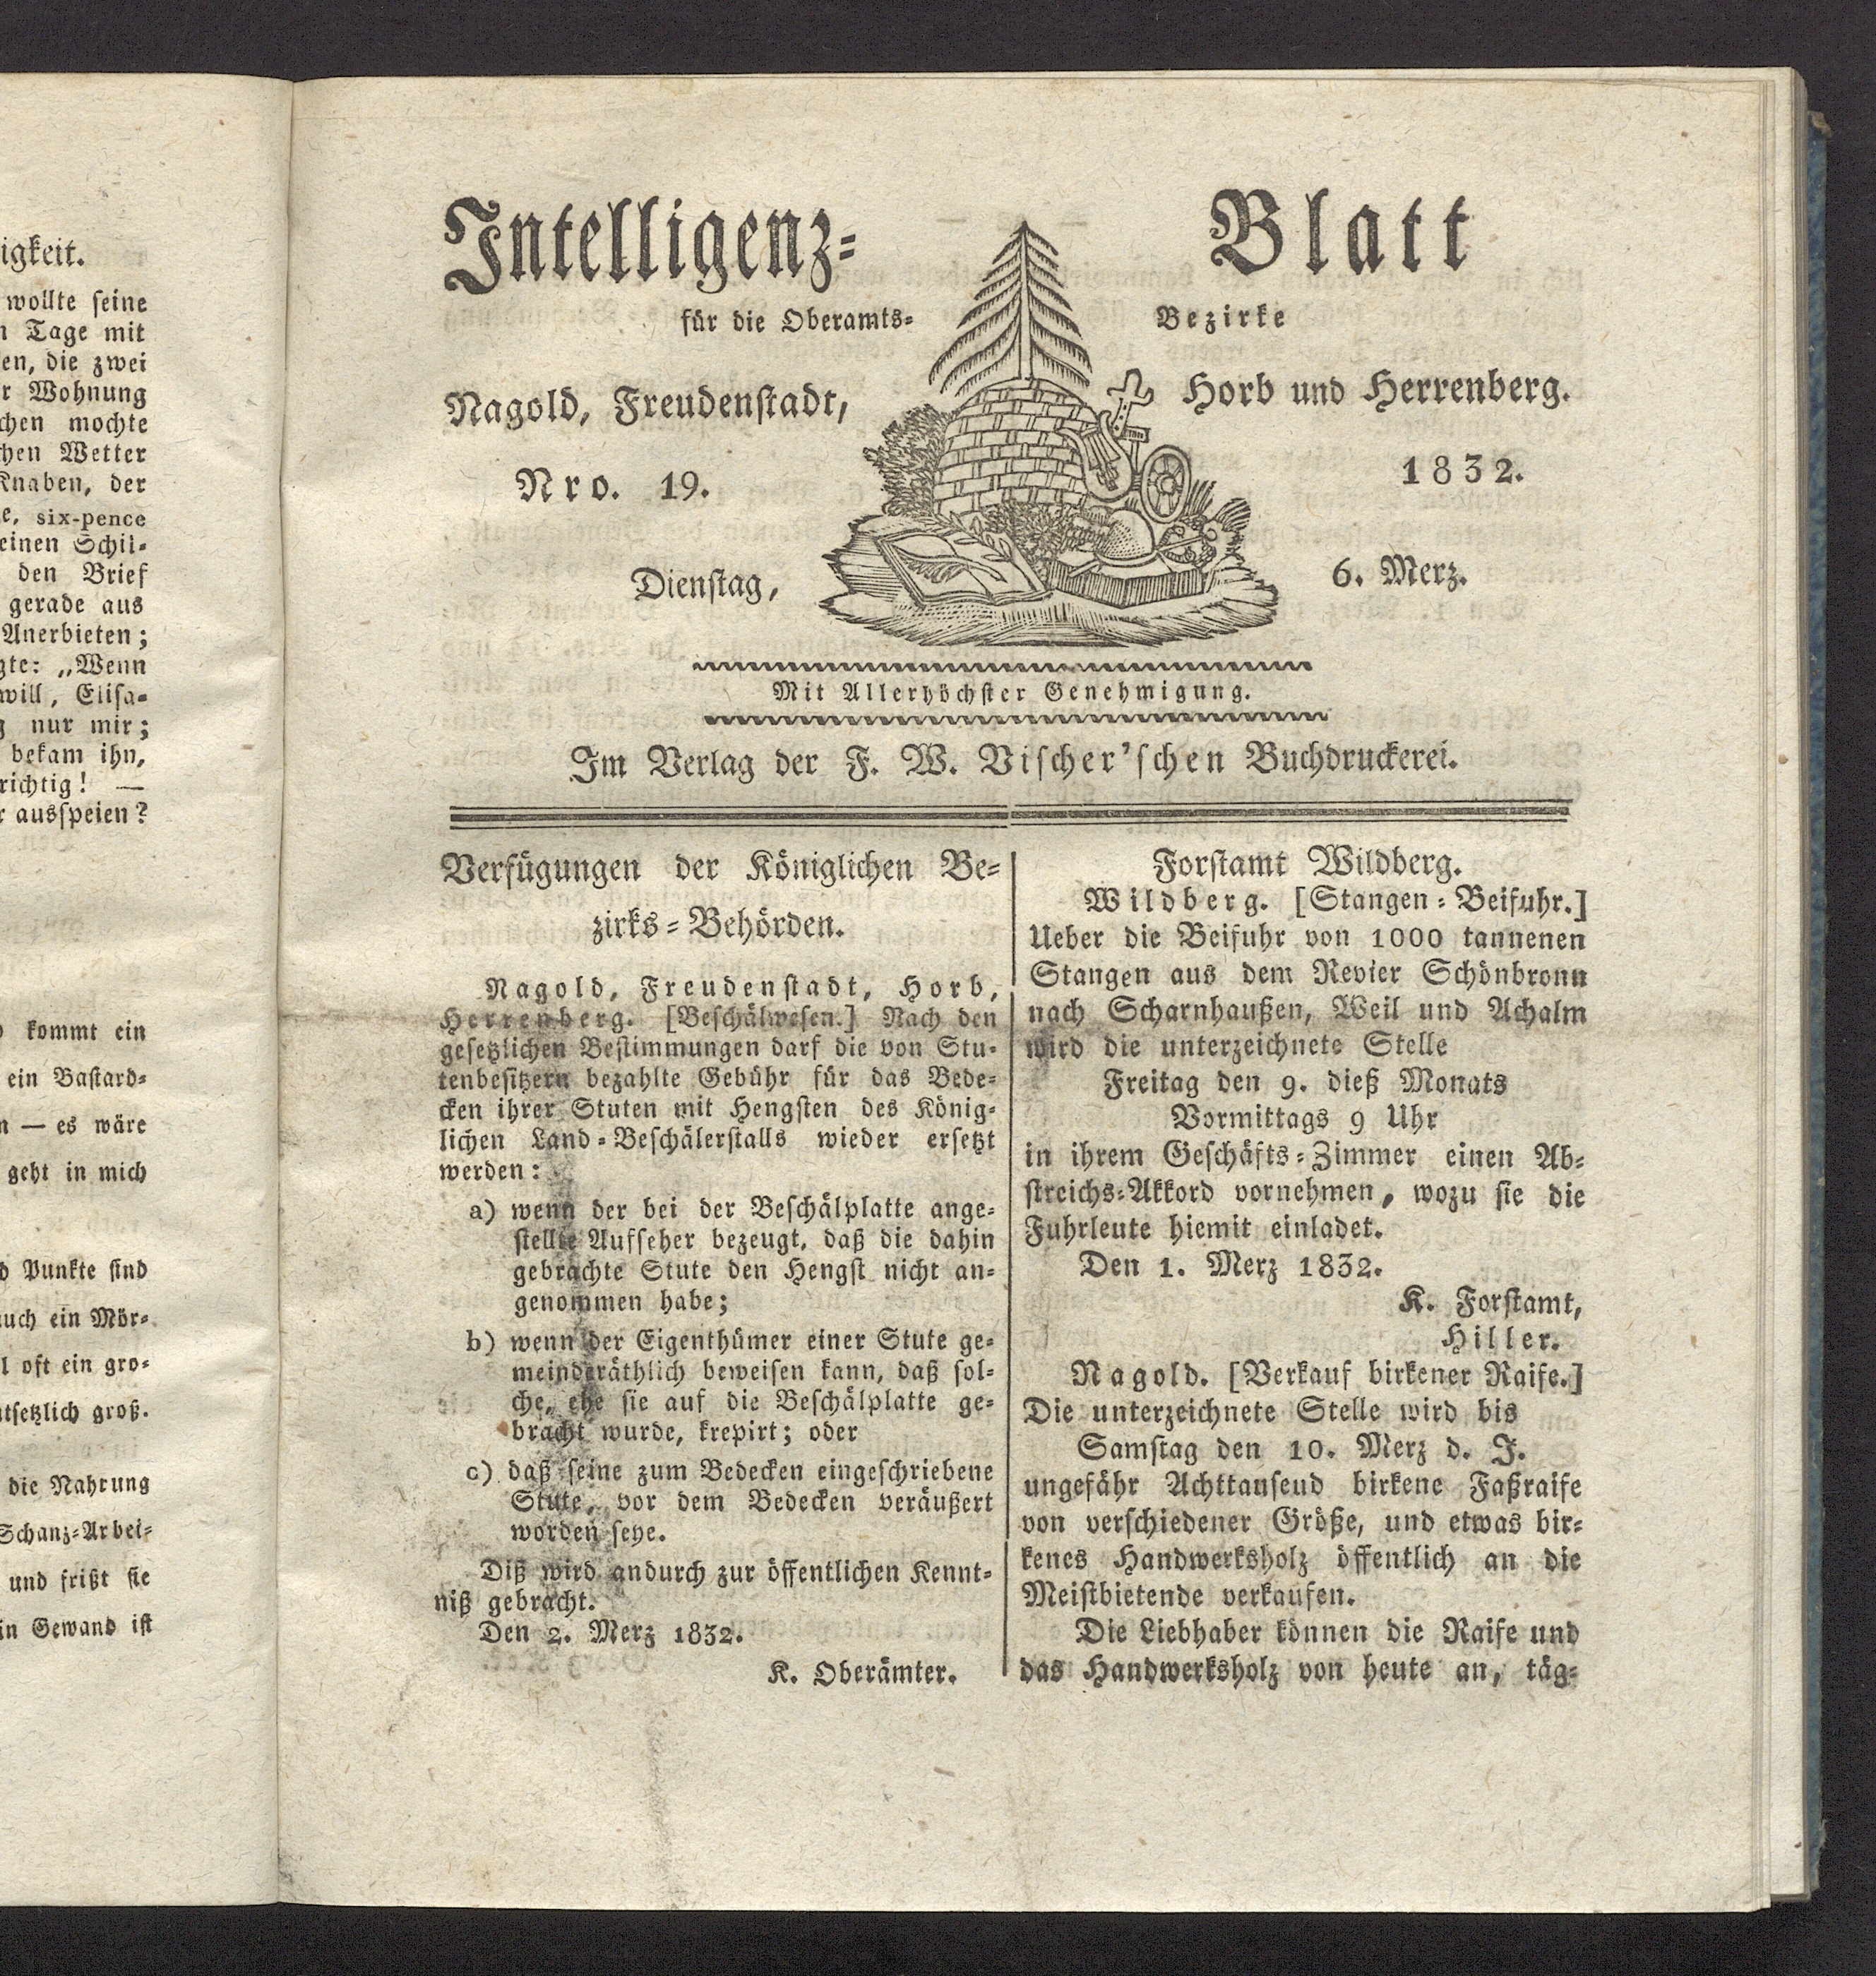 igkeit.
wollte seine
Tage mit
en, die zwei
Wohnung
chen mochte
chen Wetter
Knaben, der
six-pence
einen Schil-
den Brief
gerade aus
Anerbieten;
gte: „Wenn
will, Elisa-
nur mir;
bekam ihn,
richtig! —
ausspeien?
kommt ein
ein Bastard-
— es wäre
geht in mich
Punkte sind
auch ein Mör-
oft ein gro-
ntsetzlich groß.
die Nahrung
Schanz-Arbei-
und frißt sie
in Gewand ist
Intelligenz- Blatt
für die Oberamts- Bezirke
Nagold, Freudenstadt, Horb und Herrenberg.
Nro. 19. 1832.
Dienstag, 6. Merz.
Mit Allerhöchster Genehmigung.
Im Verlag der F. W. Vischer'schen Buchdruckerei.
Verfügungen der Königlichen Be-
zirks-Behörden.
Nagold, Freudenstadt, Horb,
Herrenberg. [Beschälwesen.] Nach den
gesetzlichen Bestimmungen darf die von Stu-
tenbesitzern bezahlte Gebühr für das Bede-
cken ihrer Stuten mit Hengsten des König-
lichen Land-Beschälerstalls wieder ersetzt
werden:
a) wenn der bei der Beschälplatte ange-
stellte Aufseher bezeugt, daß die dahin
gebrachte Stute den Hengst nicht an-
genommen habe;
b) wenn der Eigenthümer einer Stute ge-
meinderäthlich beweisen kann, daß sol-
che, ehe sie auf die Beschälplatte ge-
bracht wurde, krepirt; oder
c) daß seine zum Bedecken eingeschriebene
Stute, vor dem Bedecken veräußert
worden seye.
Diß wird andurch zur öffentlichen Kennt-
niß gebracht.
Den 2. Merz 1832.
K. Oberämter.
Forstamt Wildberg.
Wildberg. [Stangen-Beifuhr.]
Ueber die Beifuhr von 1000 tannenen
Stangen aus dem Revier Schönbronn
nach Scharnhaußen, Weil und Achalm
wird die unterzeichnete Stelle
Freitag den 9. dieß Monats
Vormittags 9 Uhr
in ihrem Geschäfts-Zimmer einen Ab-
streichs-Akkord vornehmen, wozu sie die
Fuhrleute hiemit einladet.
Den 1. Merz 1832.
K. Forstamt,
Hiller.
Nagold. [Verkauf birkener Raife.]
Die unterzeichnete Stelle wird bis
Samstag den 10. Merz d. J.
ungefähr Achttausend birkene Faßraife
von verschiedener Größe, und etwas bir-
kenes Handwerksholz öffentlich an die
Meistbietende verkaufen.
Die Liebhaber können die Raife und
das Handwerksholz von heute an, täg-